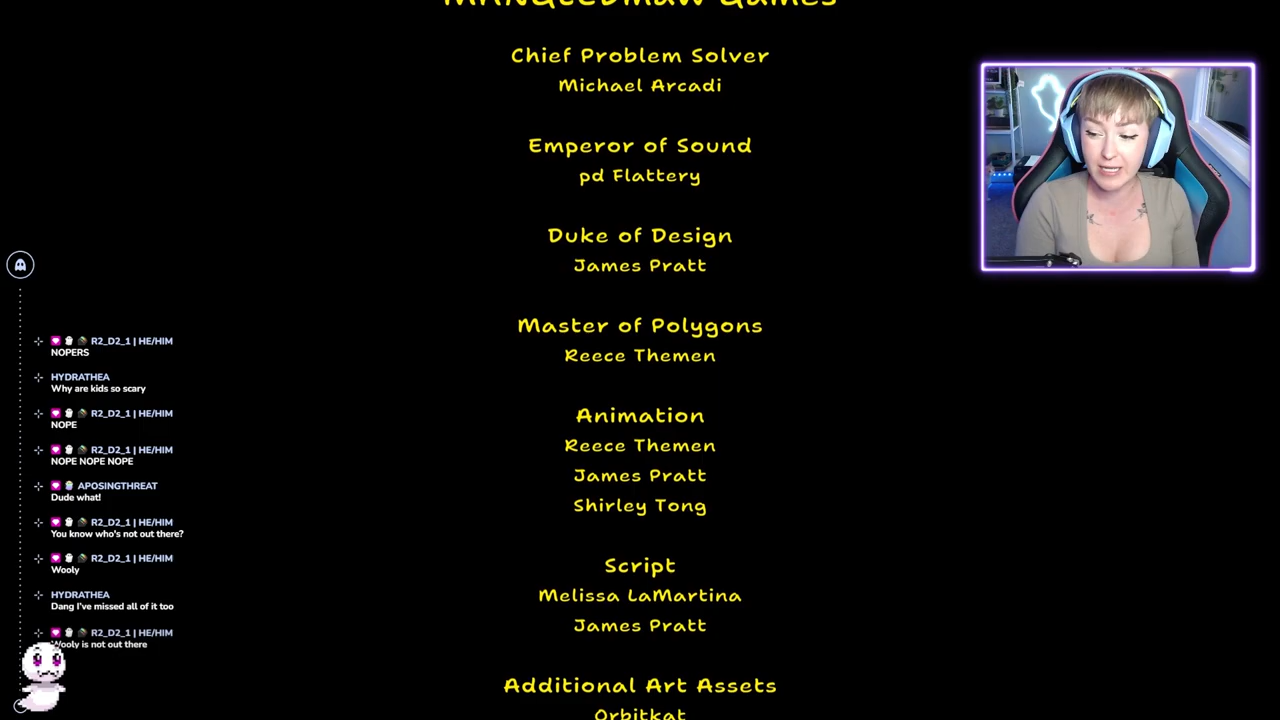 MANGLEDmaw Games
Chief Problem Solver
Michael Arcadi
Emperor of Sound
pd Flattery
Duke of Design
James Pratt
Master of Polygons
Reece Themen
Animation
Reece Themen
James Pratt
Shirley Tong
Script
Melissa LaMartina
James Pratt
Additional Art Assets
Orbitkat
R2_D2_1 | HE/HIM
NOPERS
HYDRATHEA
Why are kids so scary
R2_D2_1 | HE/HIM
NOPE
R2_D2_1 | HE/HIM
NOPE NOPE NOPE
APOSINGTHREAT
Dude what!
R2_D2_1 | HE/HIM
You know who's not out there?
R2_D2_1 | HE/HIM
Wooly
HYDRATHEA
Dang I've missed all of it too
R2_D2_1 | HE/HIM
Wooly is not out there